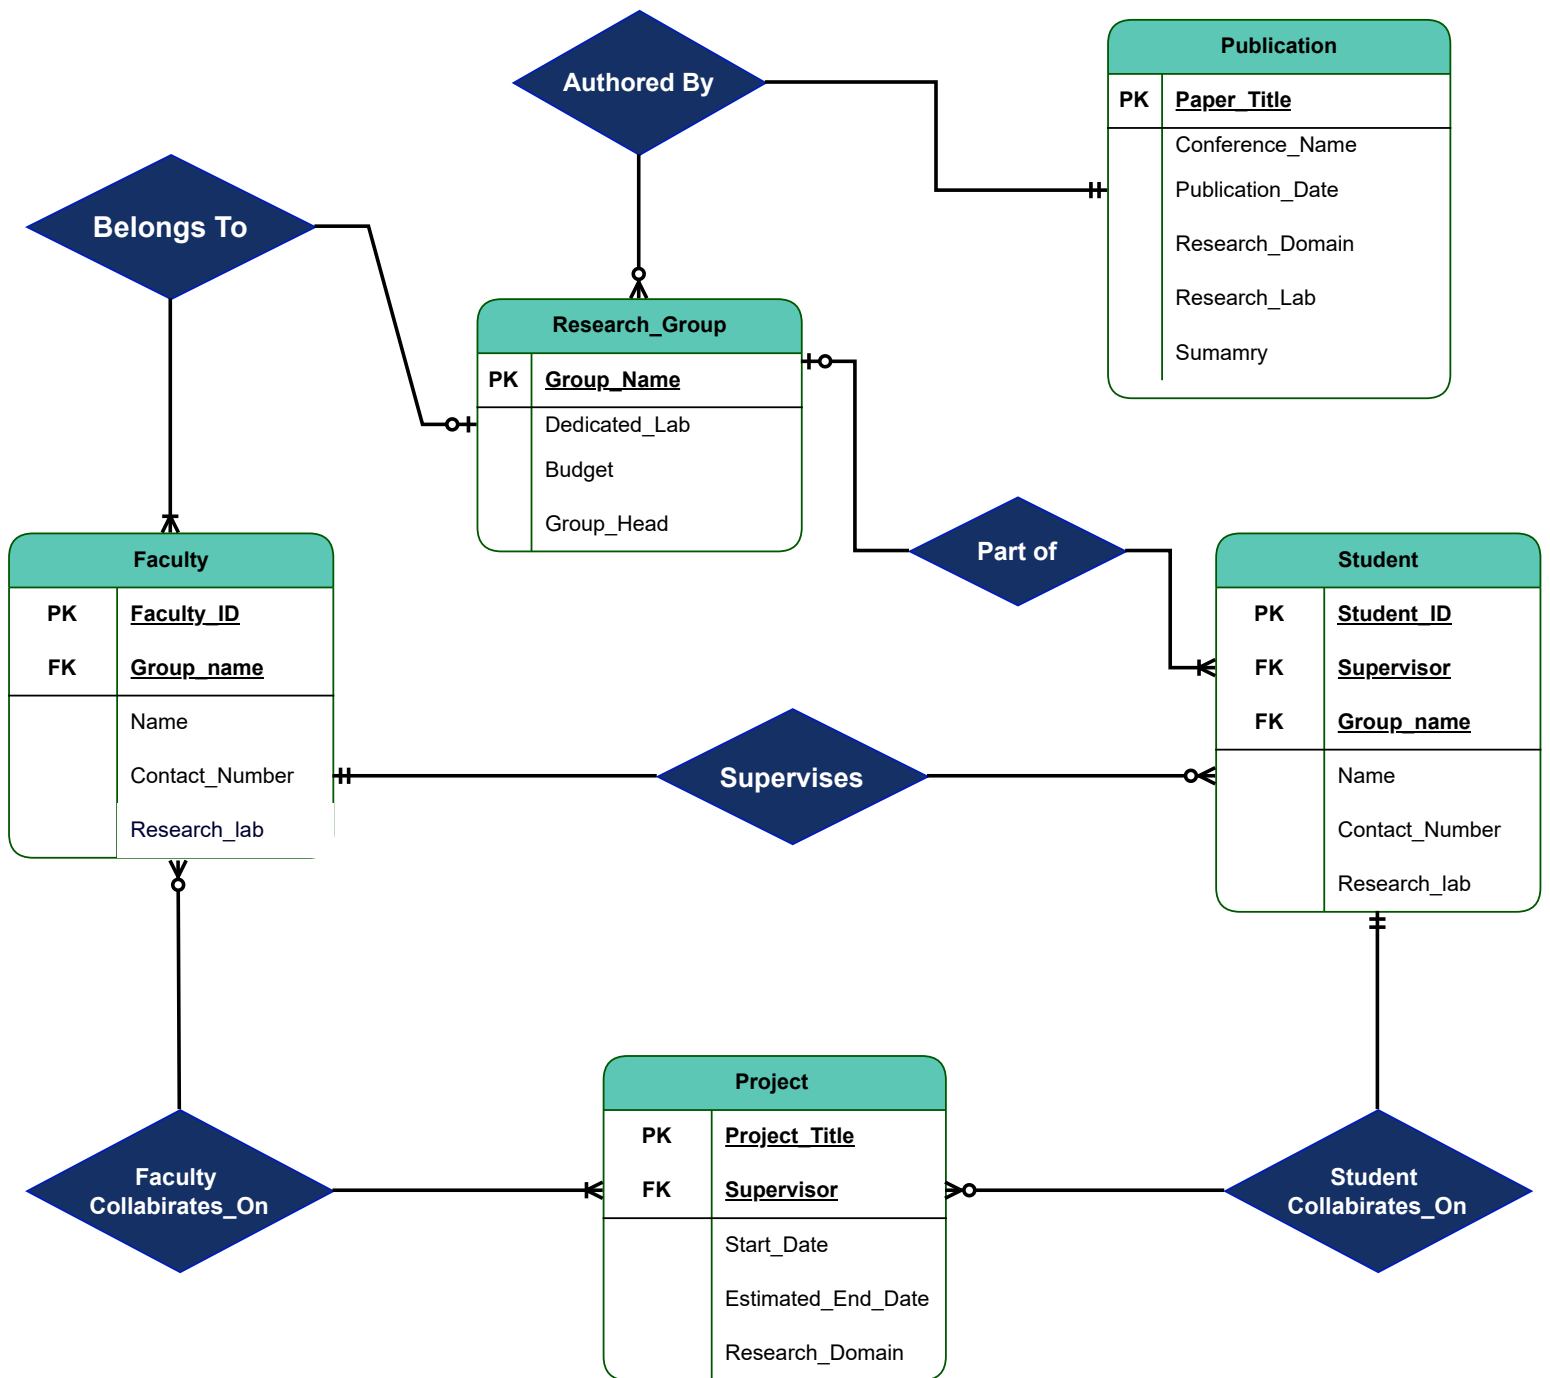 Authored By
Publication
PK Paper_Title
Conference_Name
Publication_Date
Research_Domain
Research_Lab
Sumamry
Belongs To
Research_Group
PK Group_Name
Dedicated_Lab
Budget
Group_Head
Part of
Faculty
PK Faculty_ID
FK Group_name
Name
Contact_Number
Research_lab
Supervises
Student
PK Student_ID
FK Supervisor
FK Group_name
Name
Contact_Number
Research_lab
Faculty
Collabirates_On
Project
PK Project_Title
FK Supervisor
Start_Date
Estimated_End_Date
Research_Domain
Student
Collabirates_On